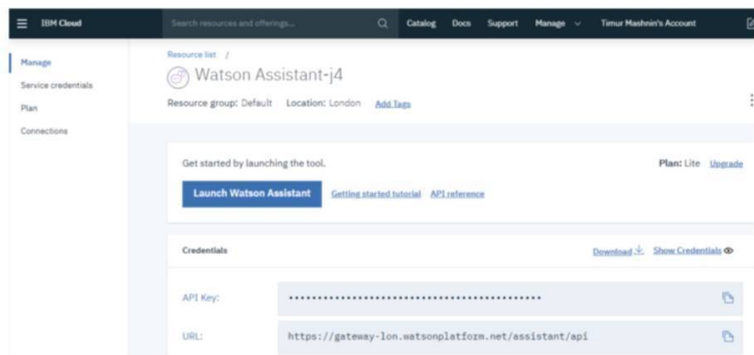 IBM Cloud Search resources and offerings... Catalog Docs Support Manage Timur Mashnin's Account
Manage
Service credentials
Plan
Connections
Resource list /
Watson Assistant-j4
Resource group: Default Location: London Add Tags
Get started by launching the tool. Plan: Lite Upgrade
Launch Watson Assistant Getting started tutorial API reference
Credentials Download Show Credentials
API Key: ••••••••••••••••••••••••••••••••••••••••••••
URL: https://gateway-lon.watsonplatform.net/assistant/api